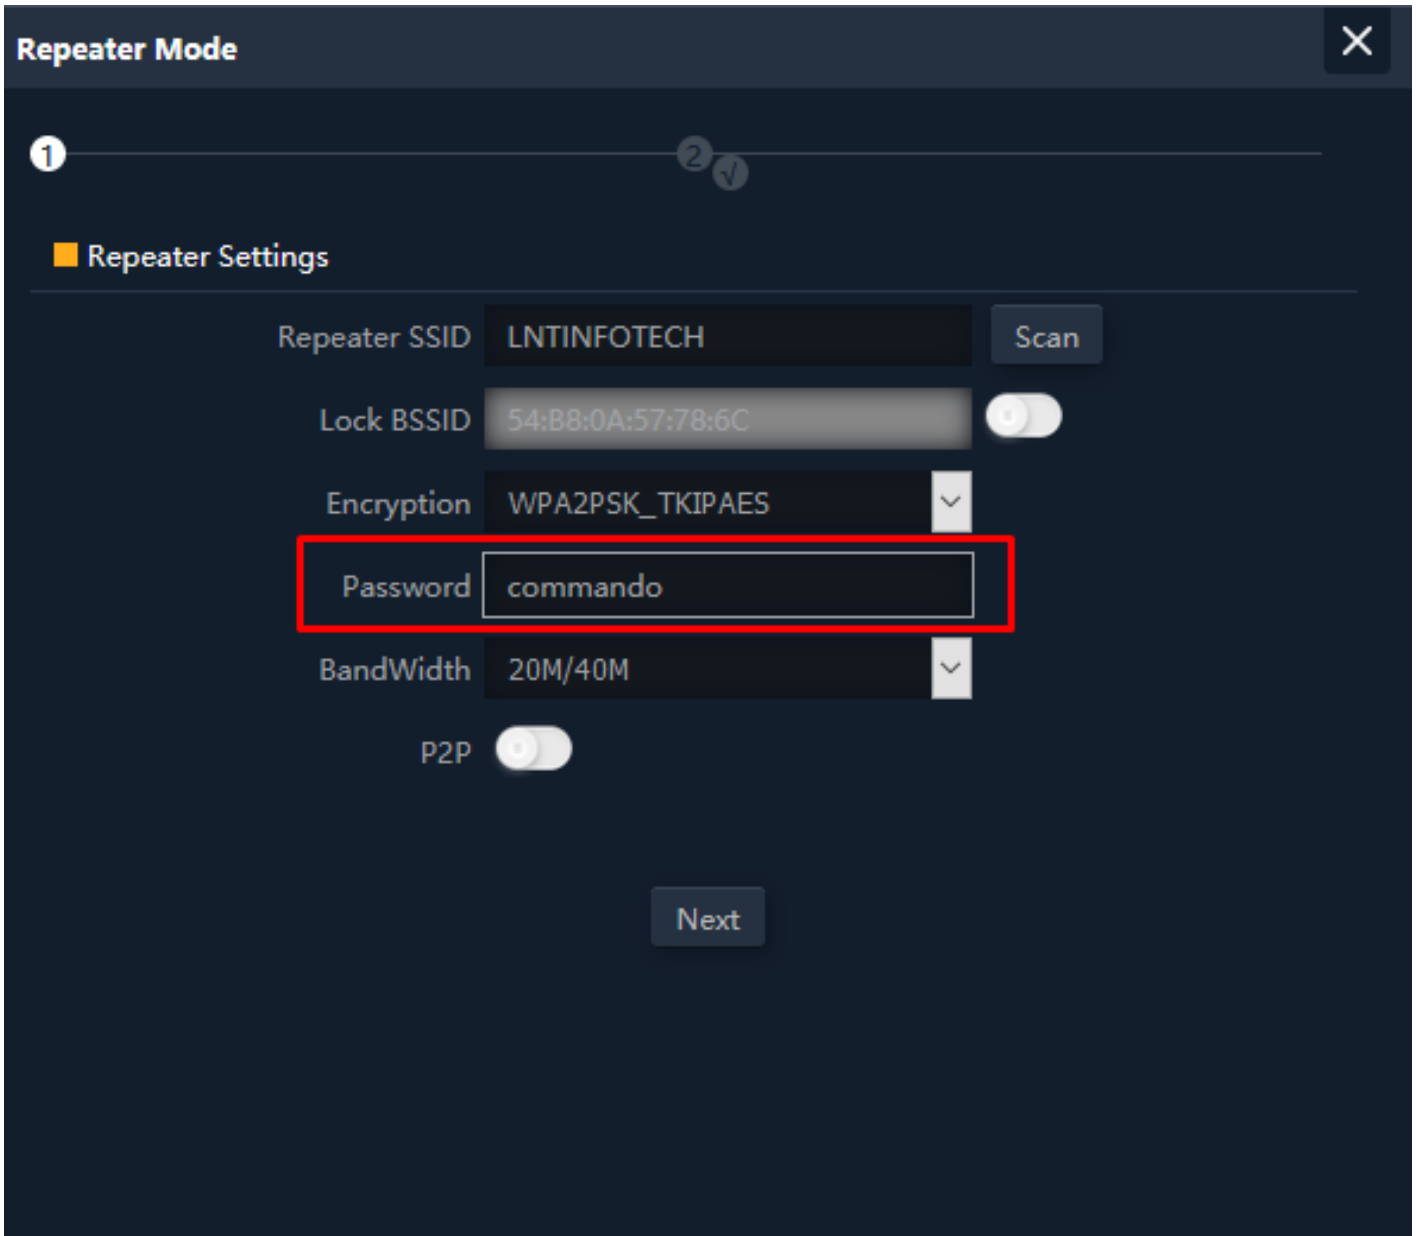 Repeater Mode
1
2
√
Repeater Settings
Repeater SSID LNTINFOTECH Scan
Lock BSSID 54:B8:0A:57:78:6C
Encryption WPA2PSK_TKIPAES
Password commando
BandWidth 20M/40M
P2P
Next